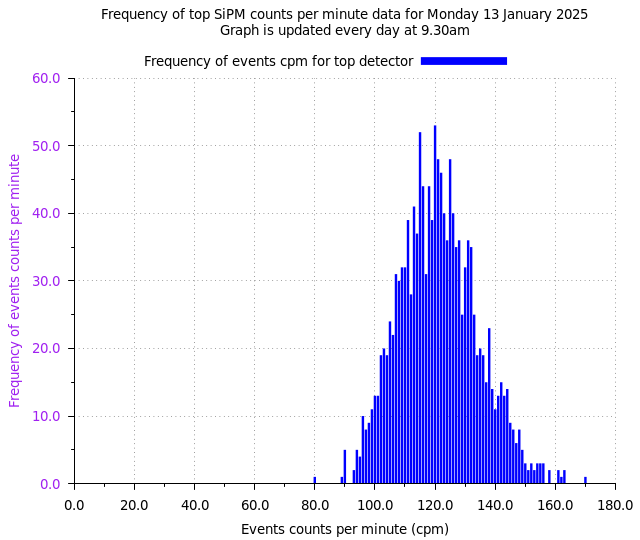 Frequency of top SiPM counts per minute data for Monday 13 January 2025
Graph is updated every day at 9.30am
Frequency of events cpm for top detector
60.0
50.0
40.0
30.0
20.0
10.0
0.0
Frequency of events counts per minute
0.0 20.0 40.0 60.0 80.0 100.0 120.0 140.0 160.0 180.0
Events counts per minute (cpm)